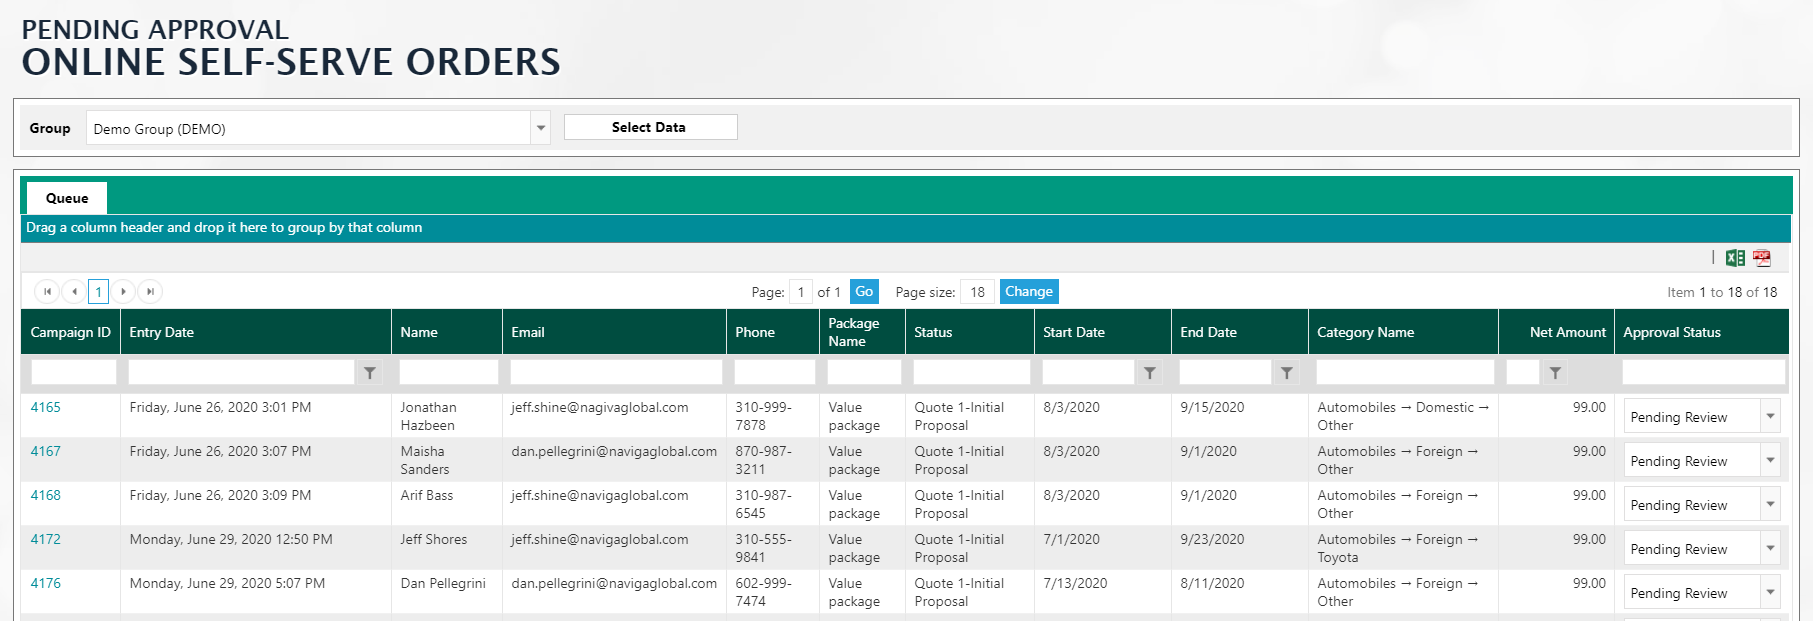 PENDING APPROVAL
ONLINE SELF-SERVE ORDERS
Group Demo Group (DEMO) Select Data
Queue
Drag a column header and drop it here to group by that column
1 Page: 1 of 1 Go Page size: 18 Change Item 1 to 18 of 18
Campaign ID Entry Date Name Email Phone Package Name Status Start Date End Date Category Name Net Amount Approval Status
4165 Friday, June 26, 2020 3:01 PM Jonathan Hazbeen jeff.shine@nagivaglobal.com 310-999-7878 Value package Quote 1-Initial Proposal 8/3/2020 9/15/2020 Automobiles → Domestic → Other 99.00 Pending Review
4167 Friday, June 26, 2020 3:07 PM Maisha Sanders dan.pellegrini@navigaglobal.com 870-987-3211 Value package Quote 1-Initial Proposal 8/3/2020 9/1/2020 Automobiles → Foreign → Other 99.00 Pending Review
4168 Friday, June 26, 2020 3:09 PM Arif Bass jeff.shine@navigaglobal.com 310-987-6545 Value package Quote 1-Initial Proposal 8/3/2020 9/1/2020 Automobiles → Foreign → Other 99.00 Pending Review
4172 Monday, June 29, 2020 12:50 PM Jeff Shores jeff.shine@navigaglobal.com 310-555-9841 Value package Quote 1-Initial Proposal 7/1/2020 9/23/2020 Automobiles → Foreign → Toyota 99.00 Pending Review
4176 Monday, June 29, 2020 5:07 PM Dan Pellegrini dan.pellegrini@navigaglobal.com 602-999-7474 Value package Quote 1-Initial Proposal 7/13/2020 8/11/2020 Automobiles → Foreign → Other 99.00 Pending Review